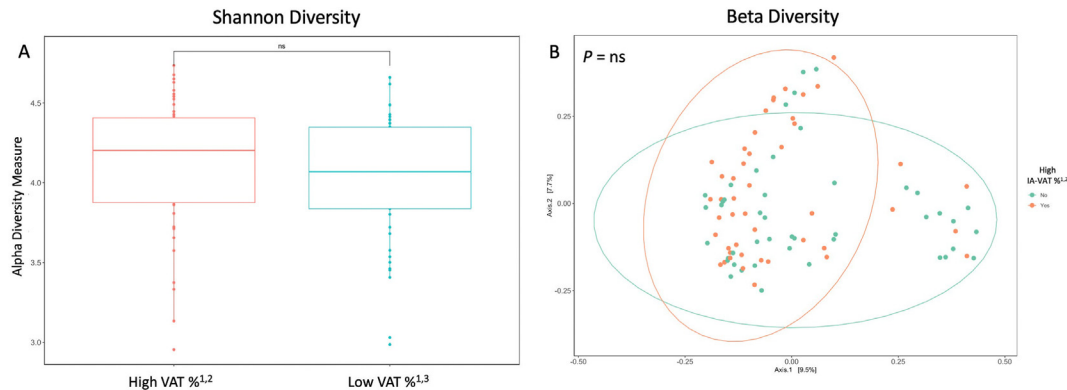 Shannon Diversity
A
ns
Alpha Diversity Measure
4.5
4.0
3.5
3.0
High VAT %1,2
Low VAT %1,3
Beta Diversity
B
P = ns
Axis.2 [7.7%]
0.25
0.00
-0.25
-0.50
-0.25
0.00
0.25
0.50
Axis.1 [9.5%]
High
IA-VAT %1,2
No
Yes